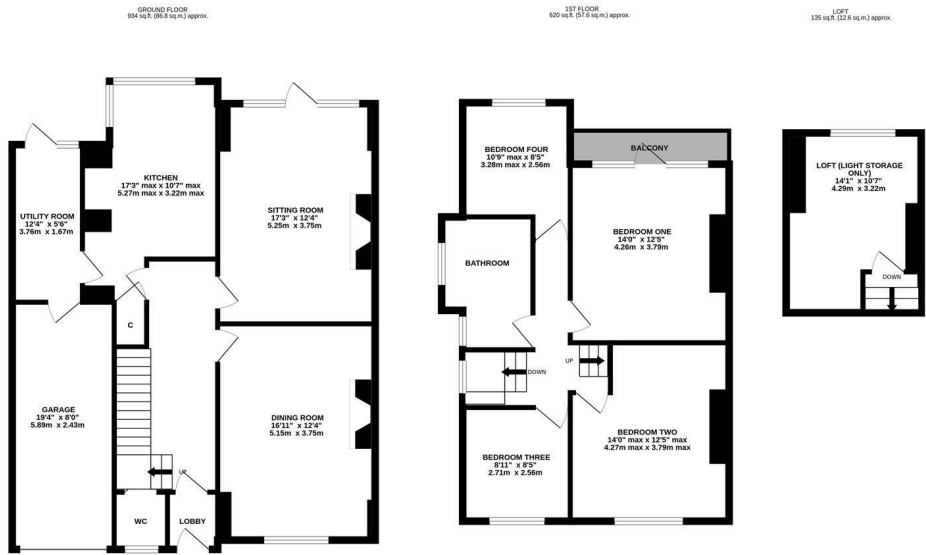 GROUND FLOOR
934 sq.ft. (86.8 sq.m.) approx.
KITCHEN
17'3" max x 10'7" max
5.27m max x 3.22m max
UTILITY ROOM
12'4" x 5'6"
3.76m x 1.67m
SITTING ROOM
17'3" x 12'4"
5.25m x 3.75m
C
GARAGE
19'4" x 8'0"
5.89m x 2.43m
DINING ROOM
16'11" x 12'4"
5.15m x 3.75m
UP
WC
LOBBY
1ST FLOOR
620 sq.ft. (57.6 sq.m.) approx.
BEDROOM FOUR
10'9" max x 8'5"
3.28m max x 2.56m
BALCONY
BEDROOM ONE
14'0" x 12'5"
4.26m x 3.79m
BATHROOM
UP
DOWN
BEDROOM TWO
14'0" max x 12'5" max
4.27m max x 3.79m max
BEDROOM THREE
8'11" x 8'5"
2.71m x 2.56m
LOFT
135 sq.ft. (12.6 sq.m.) approx.
LOFT (LIGHT STORAGE
ONLY)
14'1" x 10'7"
4.29m x 3.22m
DOWN